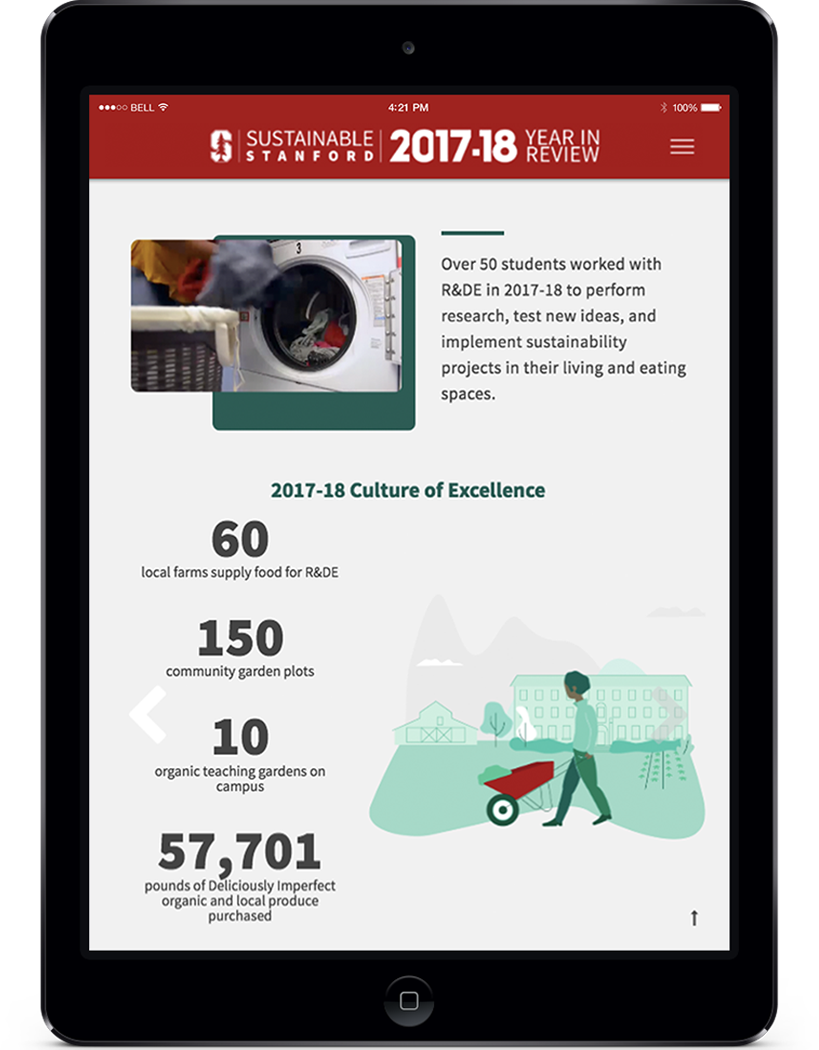 BELL
4:21 PM
100%
S
SUSTAINABLE
STANFORD
2017-18
YEAR IN
REVIEW
3
Over 50 students worked with
R&DE in 2017-18 to perform
research, test new ideas, and
implement sustainability
projects in their living and eating
spaces.
2017-18 Culture of Excellence
60
local farms supply food for R&DE
150
community garden plots
10
organic teaching gardens on
campus
57,701
pounds of Deliciously Imperfect
organic and local produce
purchased